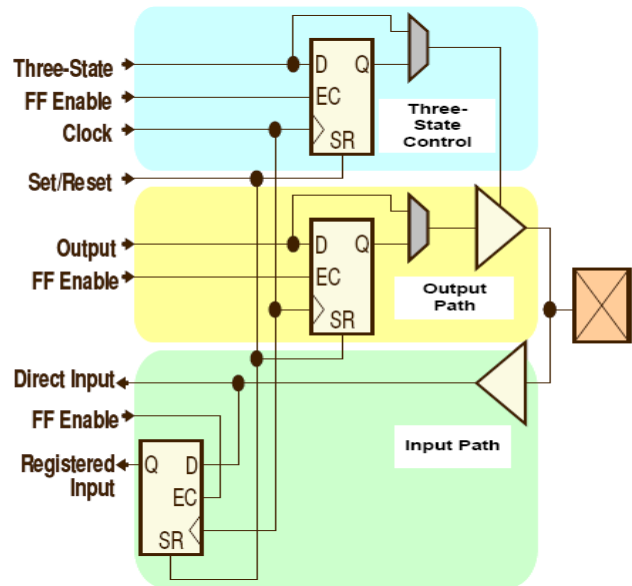 Three-State
FF Enable
Clock
Set/Reset
D
Q
EC
SR
Three-
State
Control
Output
FF Enable
D
Q
EC
SR
Output
Path
Direct Input
FF Enable
Registered
Input
Q
D
EC
SR
Input Path